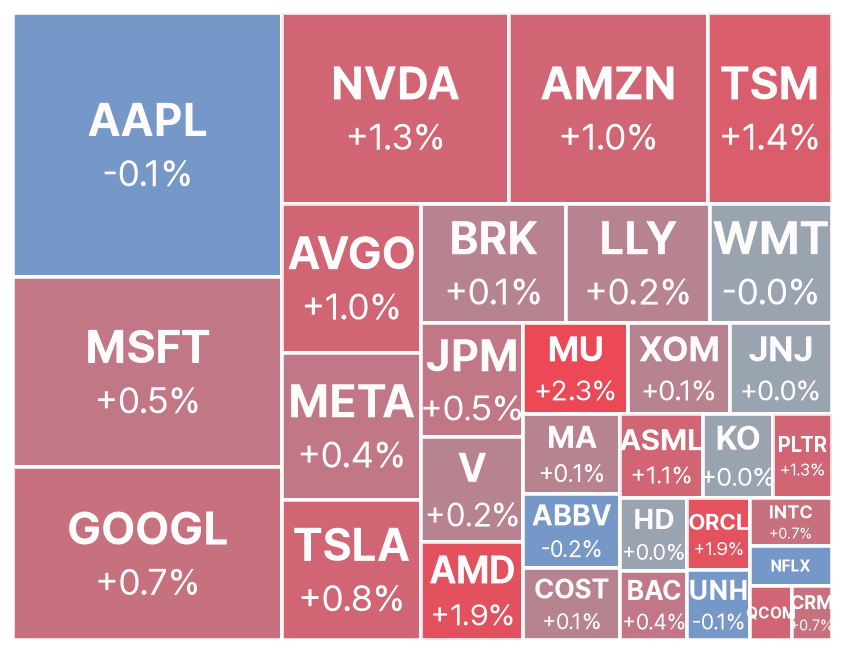 AAPL
-0.1%
MSFT
+0.5%
GOOGL
+0.7%
NVDA
+1.3%
AMZN
+1.0%
TSM
+1.4%
AVGO
+1.0%
META
+0.4%
TSLA
+0.8%
BRK
+0.1%
LLY
+0.2%
WMT
-0.0%
JPM
+0.5%
V
+0.2%
AMD
+1.9%
MU
+2.3%
XOM
+0.1%
JNJ
+0.0%
MA
+0.1%
ABBV
-0.2%
COST
+0.1%
ASML
+1.1%
KO
+0.0%
PLTR
+1.3%
HD
+0.0%
ORCL
+1.9%
BAC
+0.4%
UNH
-0.1%
INTC
+0.7%
NFLX
QCOM
CRM
+0.7%